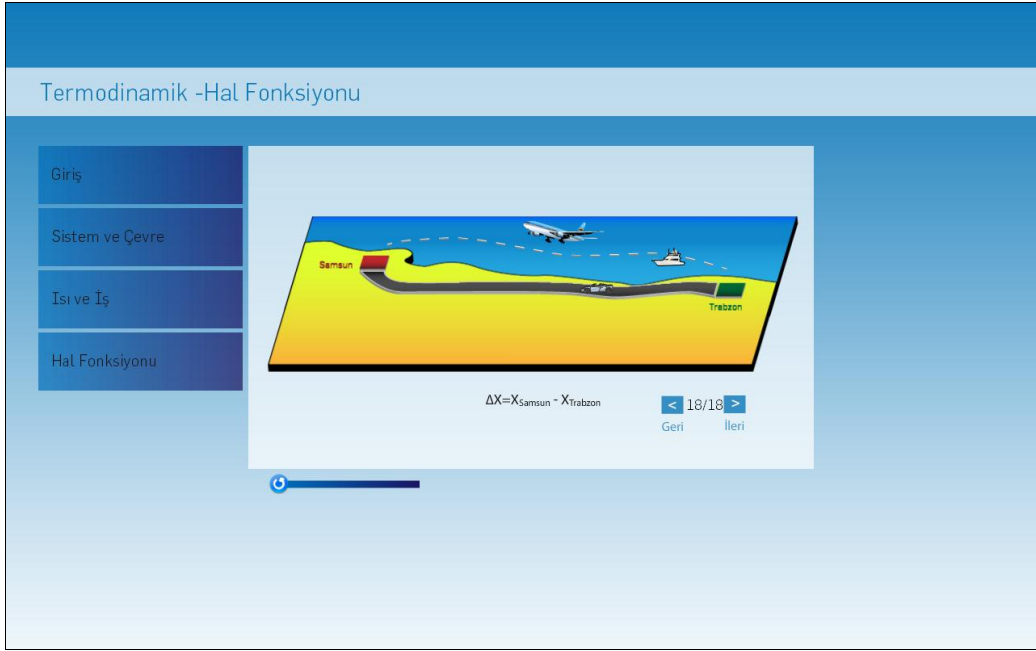 Termodinamik -Hal Fonksiyonu
Giriş
Sistem ve Çevre
Isı ve İş
Hal Fonksiyonu
Samsun
Trabzon
ΔX=XSamsun - XTrabzon
< 18/18 >
Geri İleri